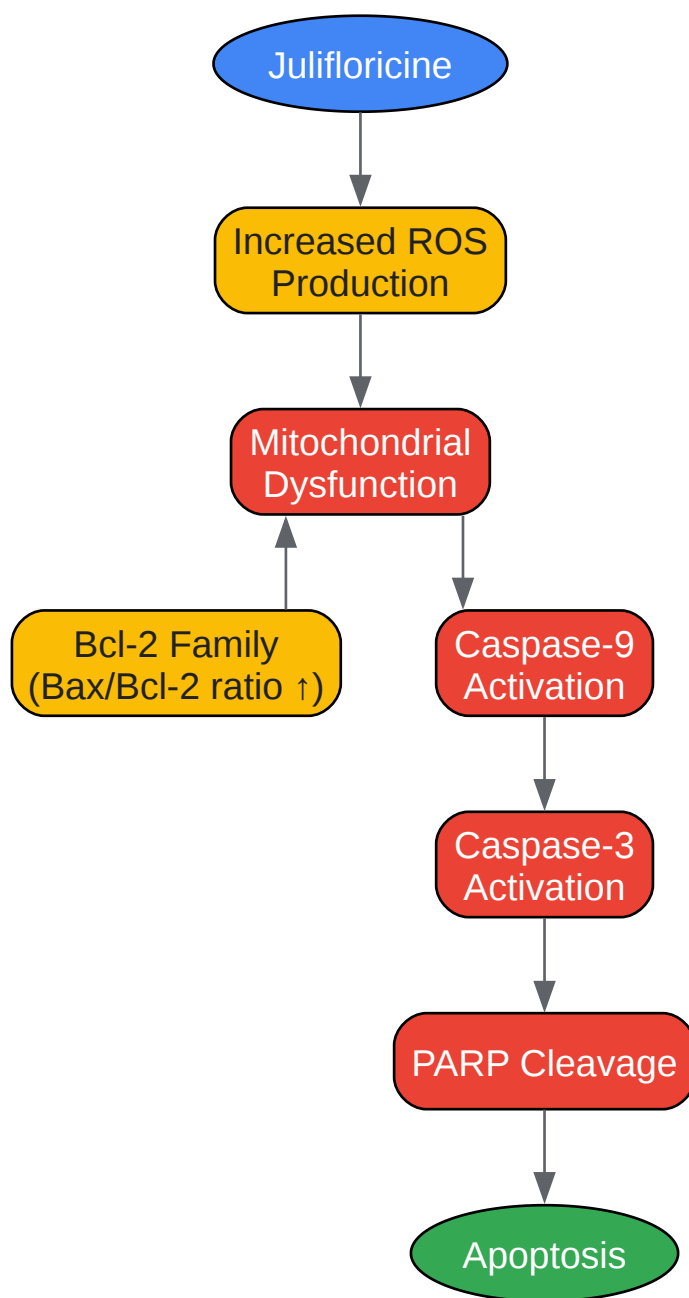 Julifloricine
Increased ROS
Production
Mitochondrial
Dysfunction
Bcl-2 Family
(Bax/Bcl-2 ratio ↑)
Caspase-9
Activation
Caspase-3
Activation
PARP Cleavage
Apoptosis